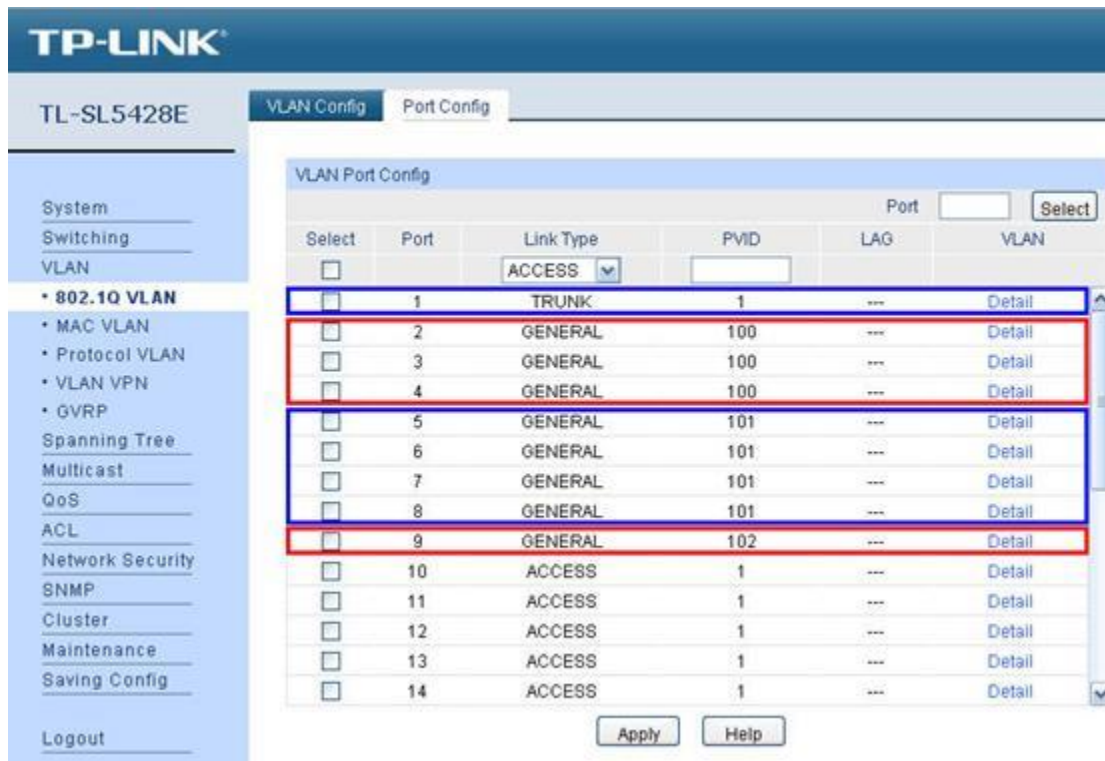 TP-LINK®
TL-SL5428E
VLAN Config Port Config
System
Switching
VLAN
• 802.1Q VLAN
• MAC VLAN
• Protocol VLAN
• VLAN VPN
• GVRP
Spanning Tree
Multicast
QoS
ACL
Network Security
SNMP
Cluster
Maintenance
Saving Config
Logout
VLAN Port Config
Port Select
Select Port Link Type PVID LAG VLAN
ACCESS
1 TRUNK 1 --- Detail
2 GENERAL 100 --- Detail
3 GENERAL 100 --- Detail
4 GENERAL 100 --- Detail
5 GENERAL 101 --- Detail
6 GENERAL 101 --- Detail
7 GENERAL 101 --- Detail
8 GENERAL 101 --- Detail
9 GENERAL 102 --- Detail
10 ACCESS 1 --- Detail
11 ACCESS 1 --- Detail
12 ACCESS 1 --- Detail
13 ACCESS 1 --- Detail
14 ACCESS 1 --- Detail
Apply Help